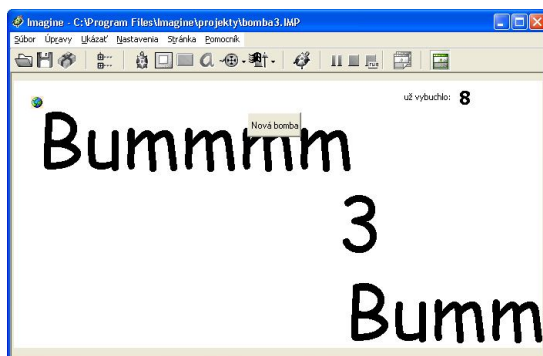 Imagine - C:\Program Files\Imagine\projekty\bomba3.IMP
Súbor Úpravy Ukázať Nastavenia Stránka Pomocník
už vybuchlo: 8
Nová bomba
Bummmm
3
Bumm